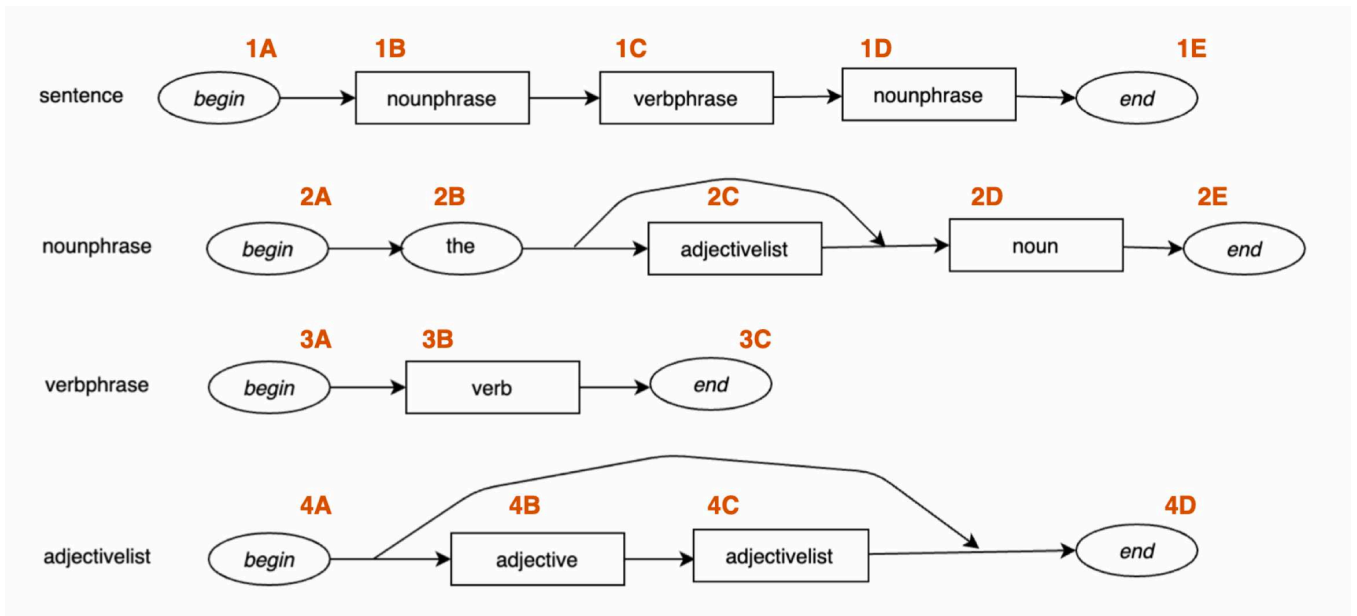 1A 1B 1C 1D 1E
sentence begin nounphrase verbphrase nounphrase end
2A 2B 2C 2D 2E
nounphrase begin the adjectivelist noun end
3A 3B 3C
verbphrase begin verb end
4A 4B 4C 4D
adjectivelist begin adjective adjectivelist end